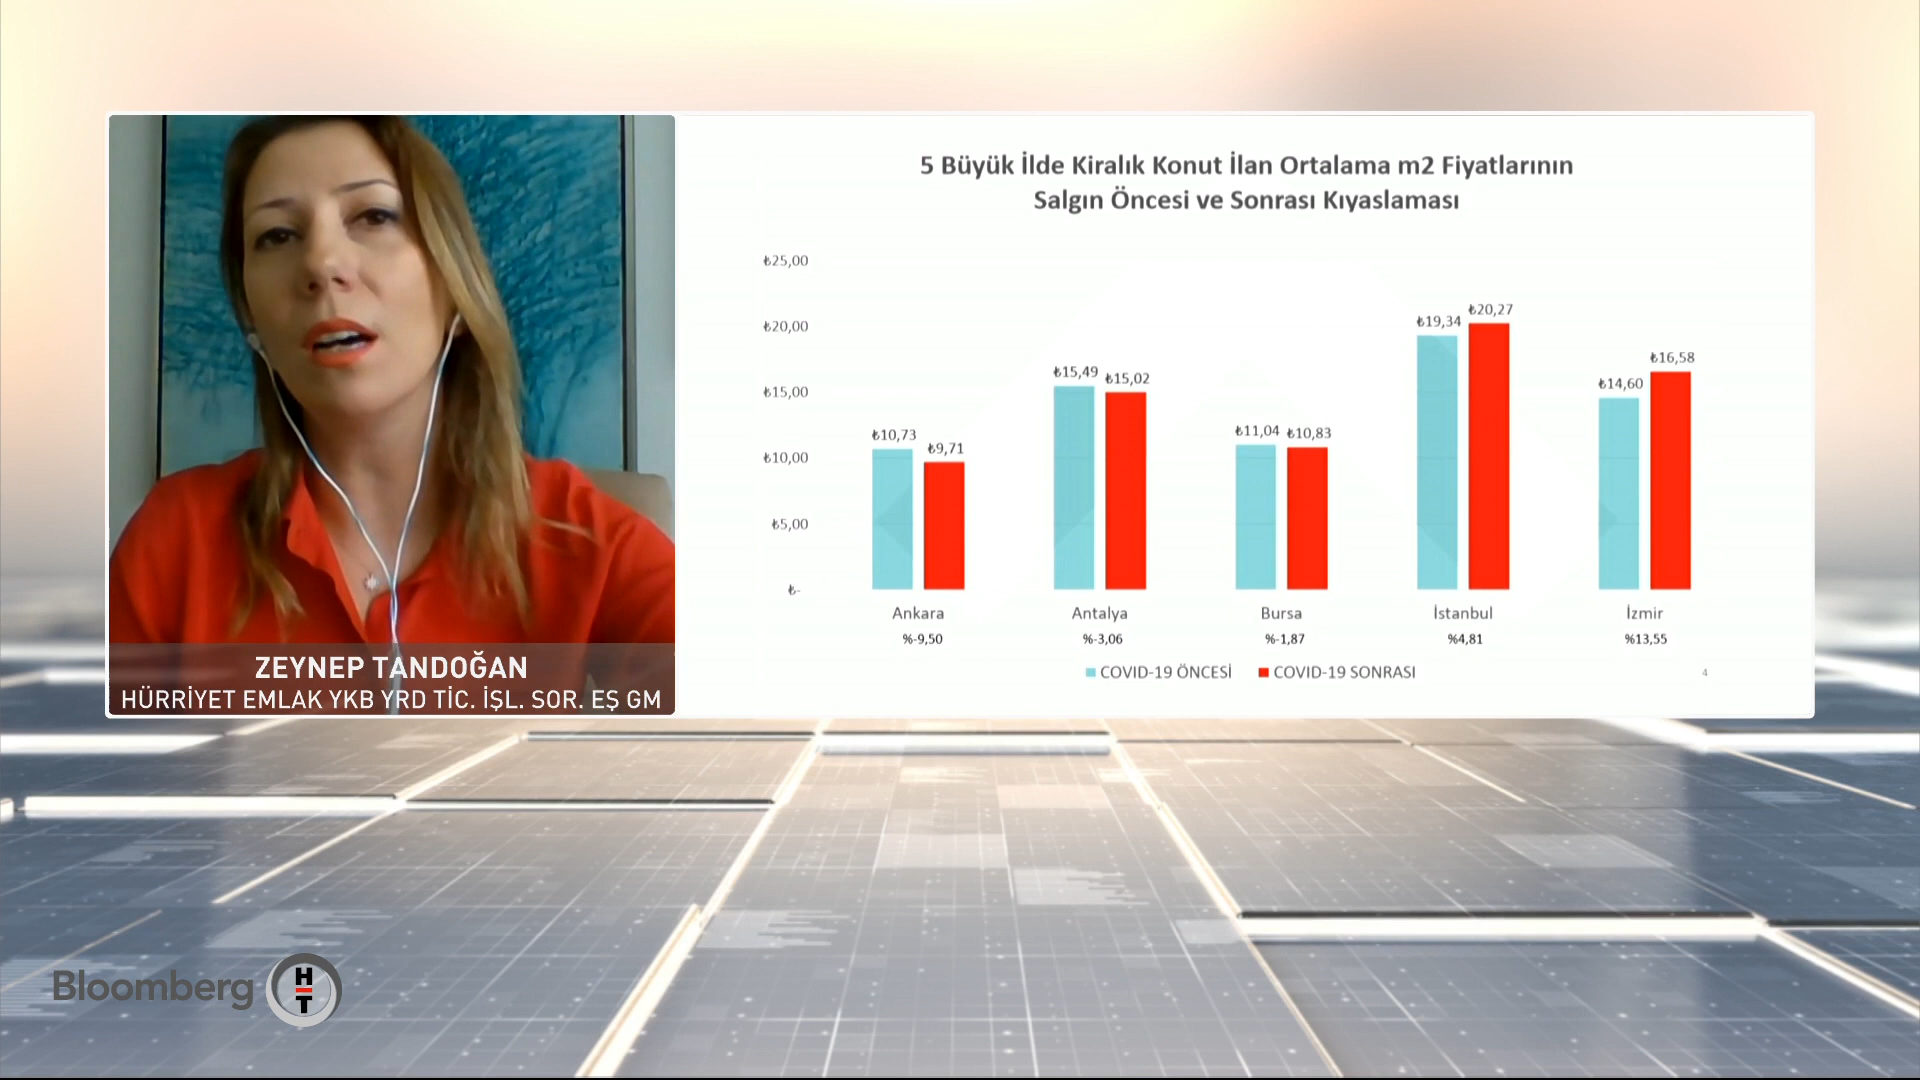 5 Büyük İlde Kiralık Konut İlan Ortalama m2 Fiyatlarının
Salgın Öncesi ve Sonrası Kıyaslaması
₺25,00
₺20,00
₺15,00
₺10,00
₺5,00
₺-
₺10,73
₺9,71
₺15,49
₺15,02
₺11,04
₺10,83
₺19,34
₺20,27
₺14,60
₺16,58
Ankara Antalya Bursa İstanbul İzmir
%-9,50 %-3,06 %-1,87 %4,81 %13,55
COVID-19 ÖNCESİ COVID-19 SONRASI
4
ZEYNEP TANDOĞAN
HÜRRİYET EMLAK YKB YRD TİC. İŞL. SOR. EŞ GM
Bloomberg HT